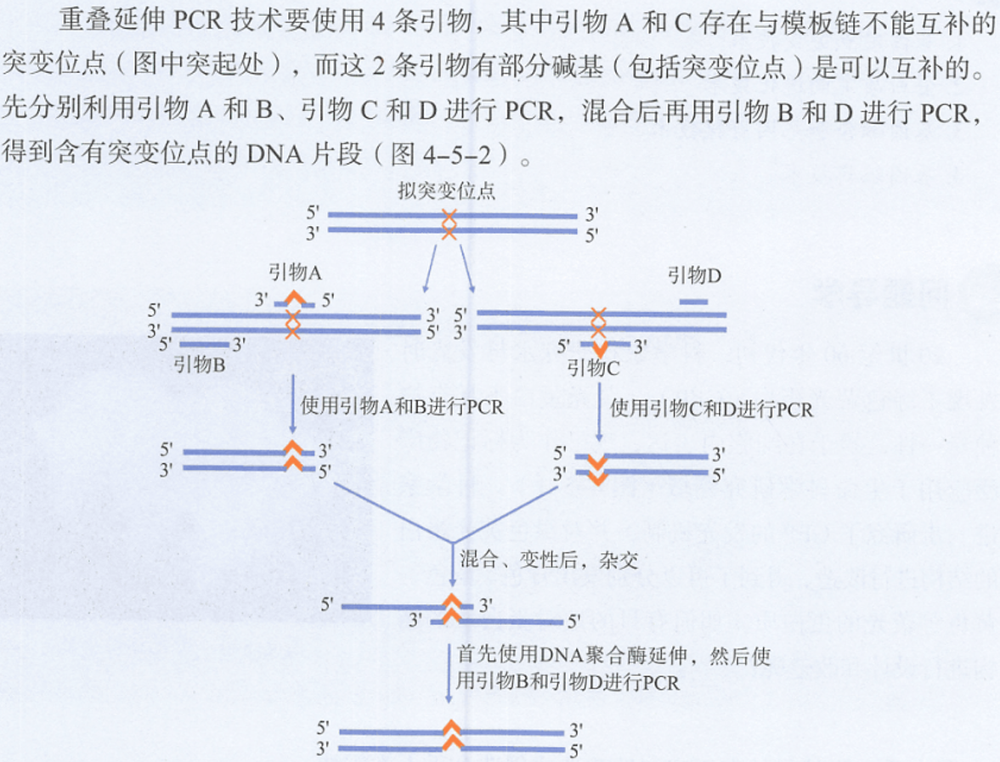 重叠延伸 PCR 技术要使用 4 条引物，其中引物 A 和 C 存在与模板链不能互补的
突变位点（图中突起处），而这 2 条引物有部分碱基（包括突变位点）是可以互补的。
先分别利用引物 A 和 B、引物 C 和 D 进行 PCR，混合后再用引物 B 和 D 进行 PCR，
得到含有突变位点的 DNA 片段（图 4-5-2）。
拟突变位点
5' 3'
3' 5'
引物A 引物D
3' 5'
5' 3' 5'
3' 5' 3'
5' 3' 5' 3'
引物B 引物C
使用引物A和B进行PCR 使用引物C和D进行PCR
5' 3' 5' 3'
3' 5' 3' 5'
混合、变性后，杂交
5' 3'
3' 5'
首先使用DNA聚合酶延伸，然后使
用引物B和引物D进行PCR
5' 3'
3' 5'